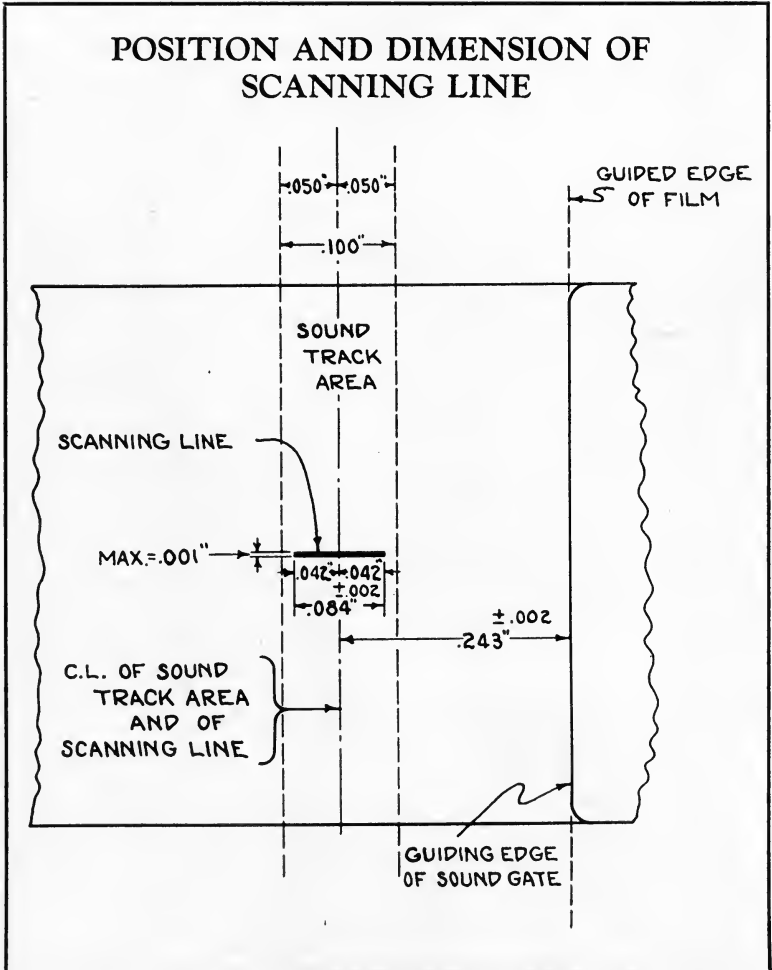 POSITION AND DIMENSION OF
SCANNING LINE
.050" .050"
.100"
GUIDED EDGE
OF FILM
SOUND
TRACK
AREA
SCANNING LINE
MAX.=.001"
.042" .042"
±.002
.084"
±.002
.243"
C.L. OF SOUND
TRACK AREA
AND OF
SCANNING LINE
GUIDING EDGE
OF SOUND GATE